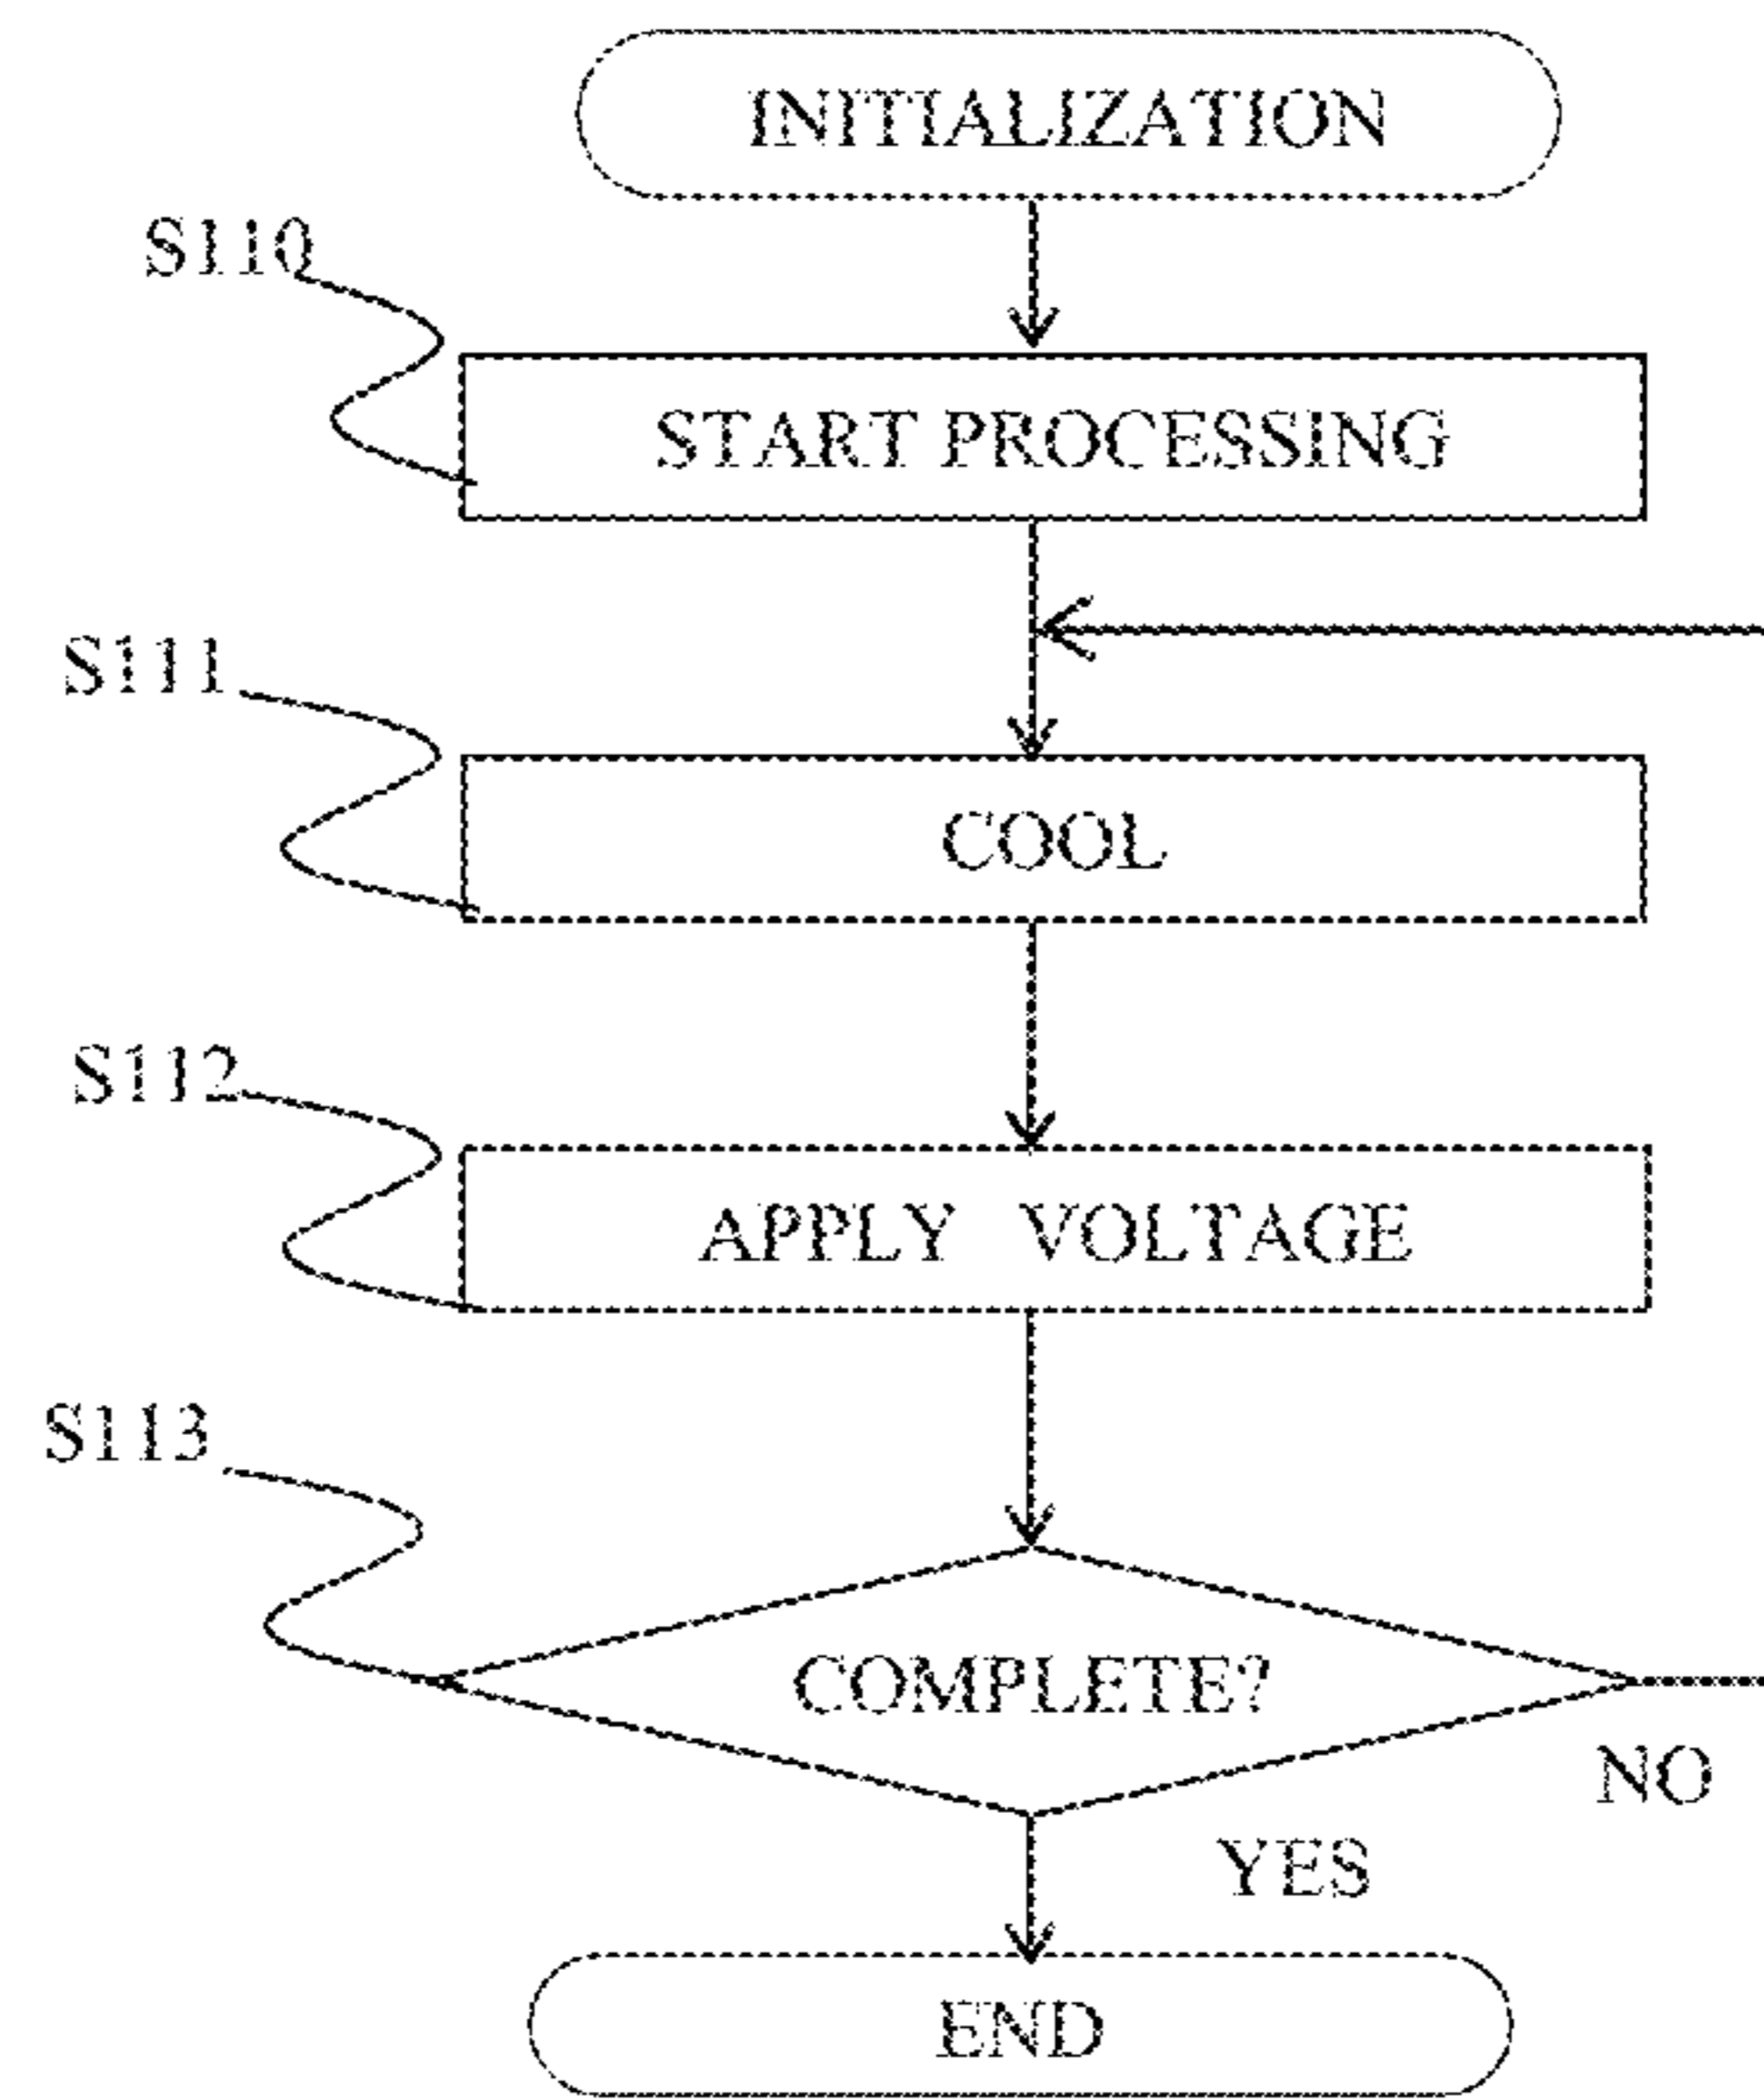 INITIALIZATION
S110
START PROCESSING
S111
COOL
S112
APPLY VOLTAGE
S113
COMPLETE?
NO
YES
END